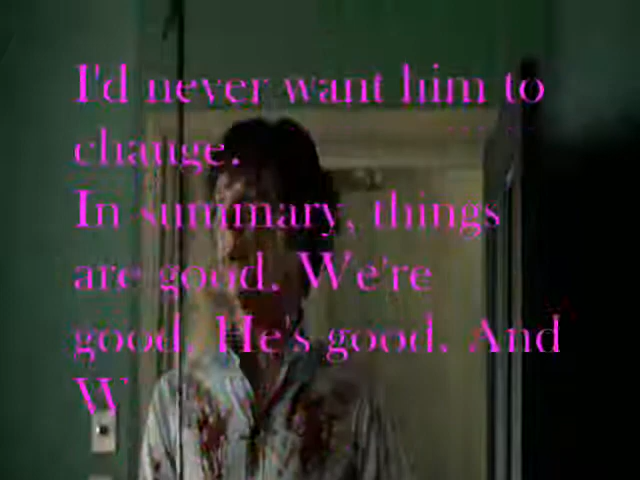 I'd never want him to
change.
In summary, things
are good. We're
good. He's good. And
W